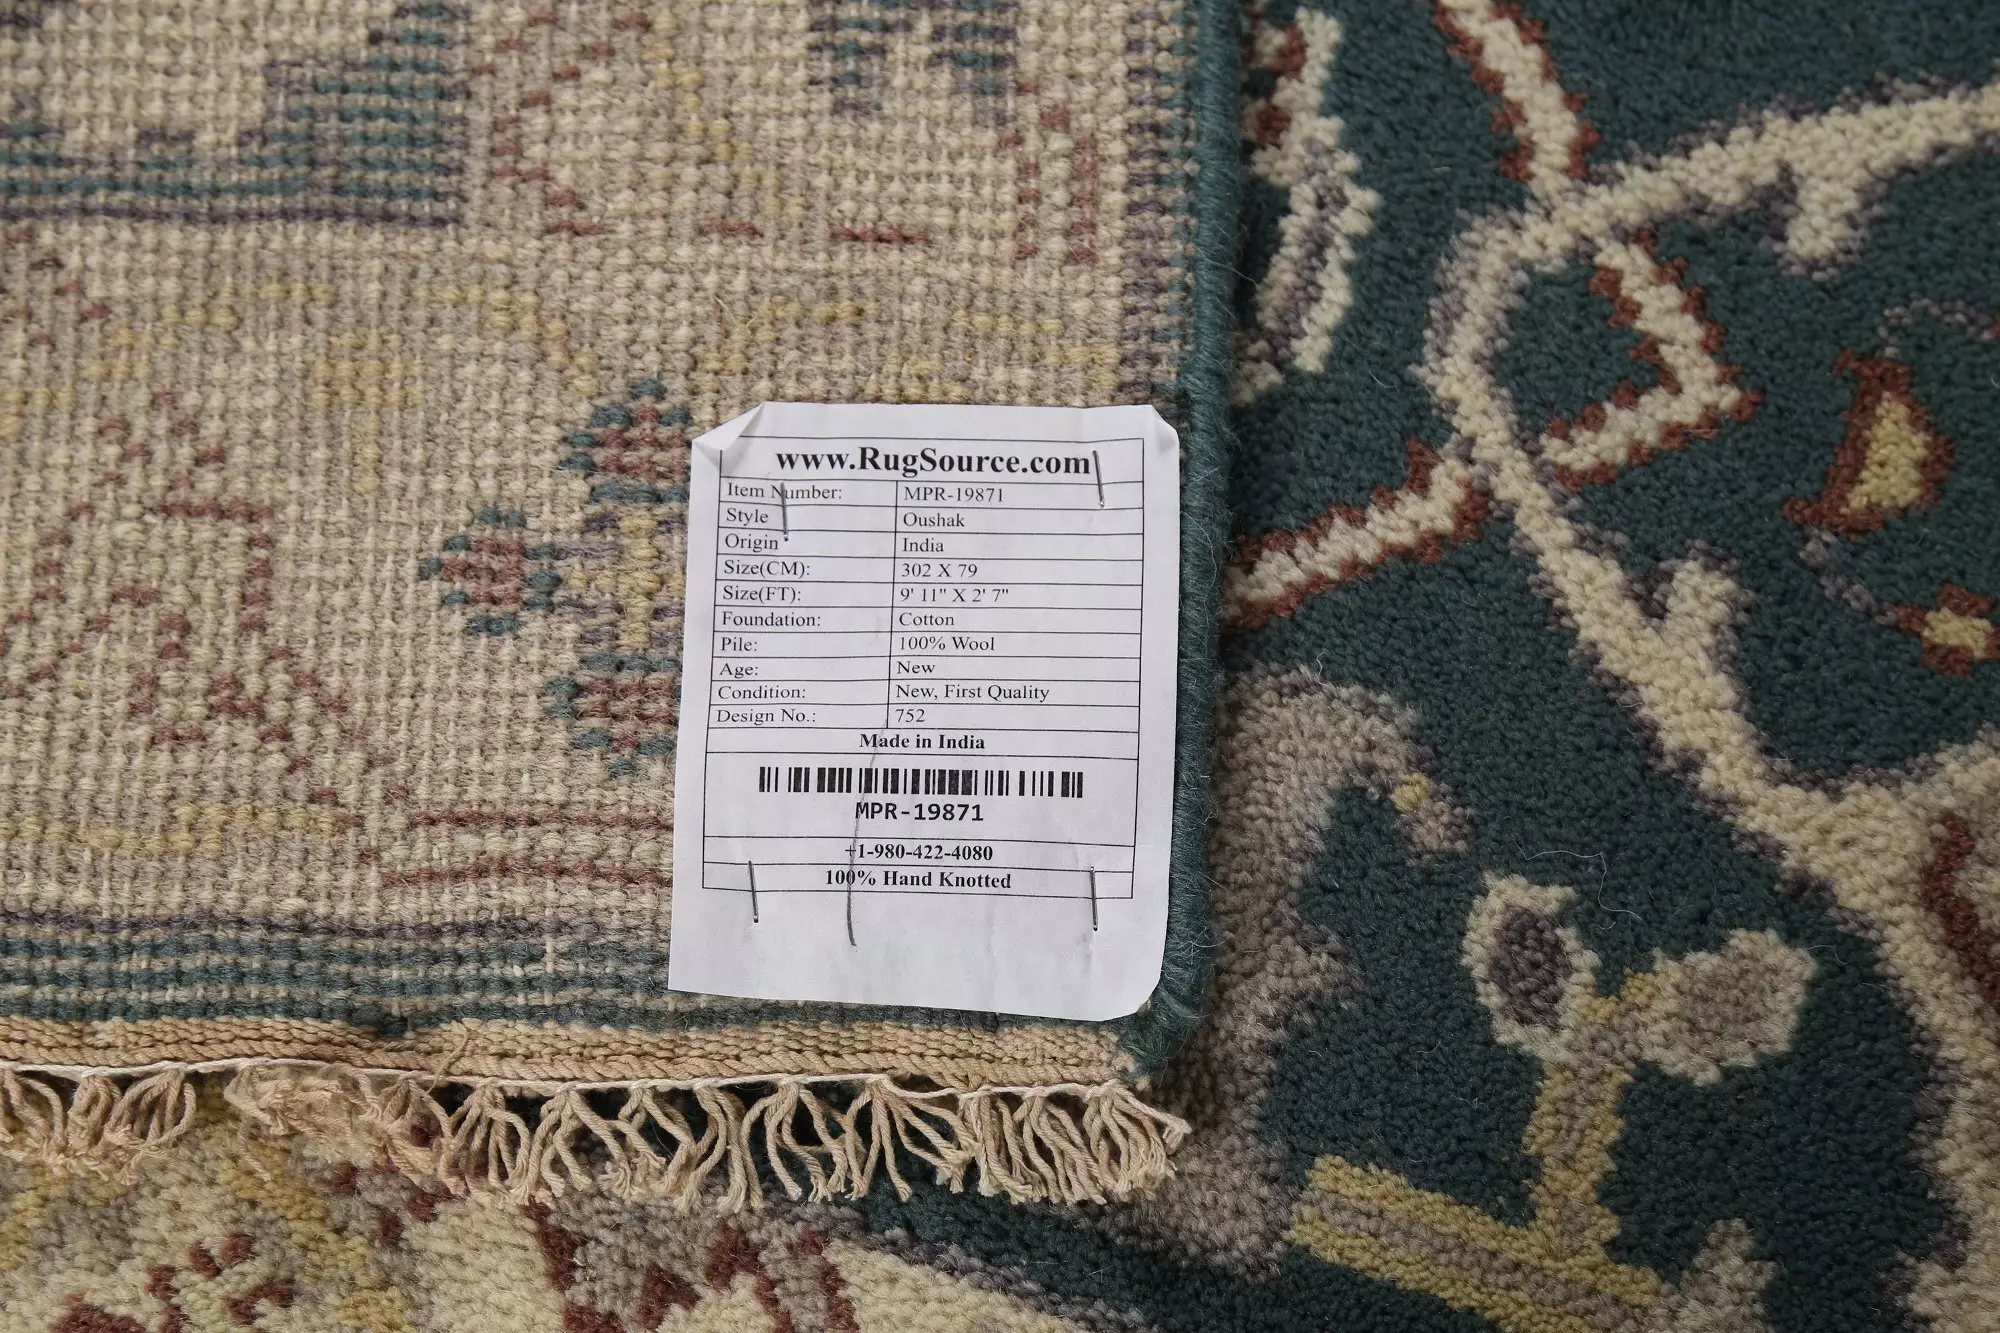 www.RugSource.com
Item Number: MPR-19871
Style Oushak
Origin India
Size(CM): 302 X 79
Size(FT): 9' 11" X 2' 7"
Foundation: Cotton
Pile: 100% Wool
Age: New
Condition: New, First Quality
Design No.: 752
Made in India
MPR-19871
+1-980-422-4080
100% Hand Knotted